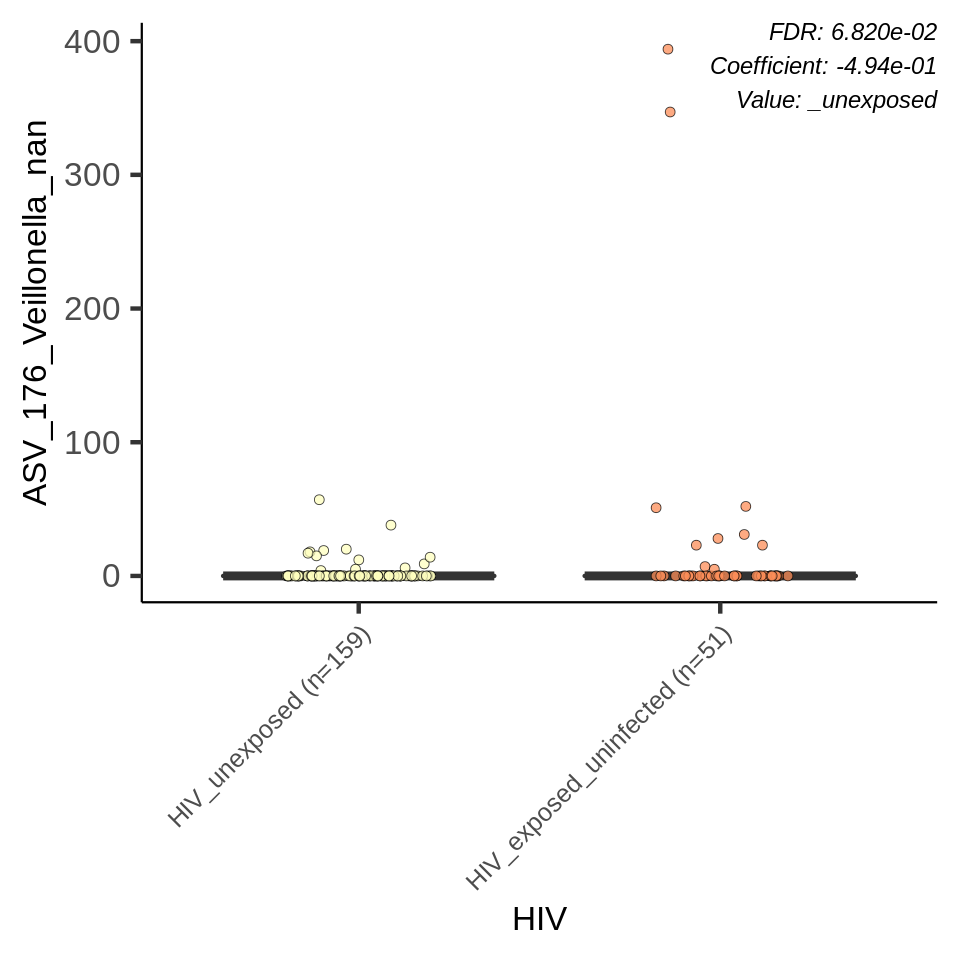 FDR: 6.820e-02
Coefficient: -4.94e-01
Value: _unexposed
ASV_176_Veillonella_nan
400
300
200
100
0
HIV_unexposed (n=159)
HIV_exposed_uninfected (n=51)
HIV